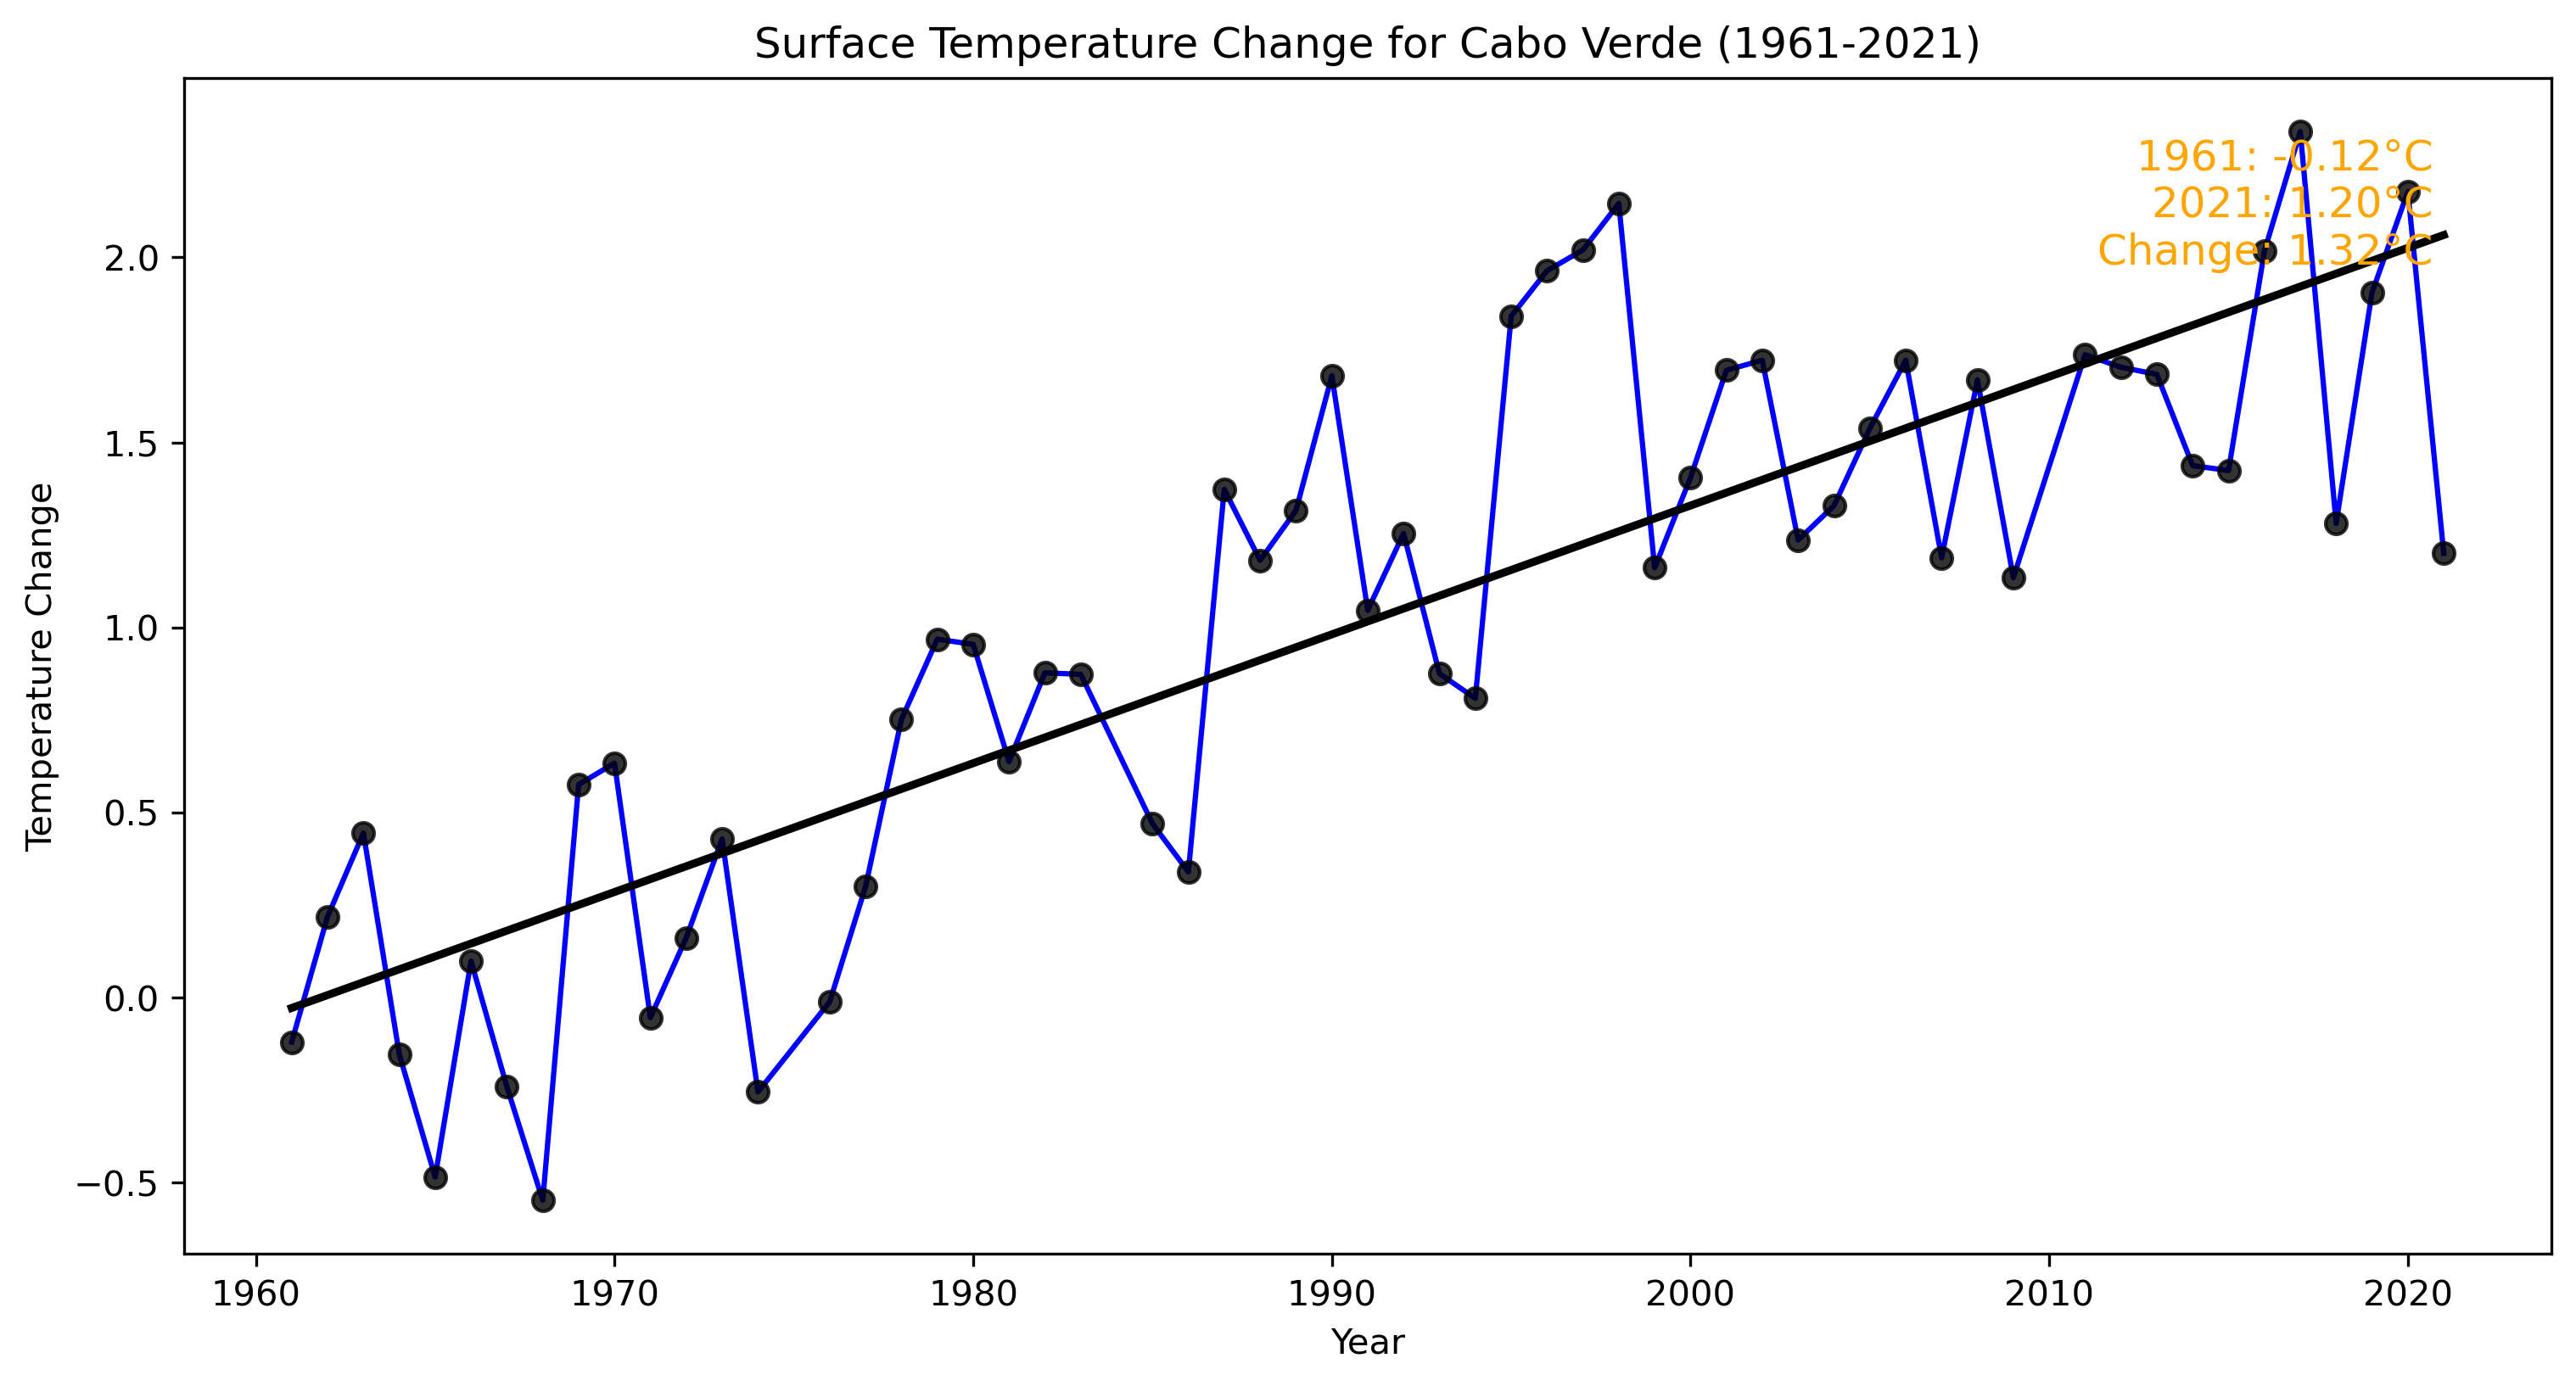 Surface Temperature Change for Cabo Verde (1961-2021)
1961: -0.12°C
2021: 1.20°C
Change: 1.32°C
Temperature Change
2.0
1.5
1.0
0.5
0.0
−0.5
1960 1970 1980 1990 2000 2010 2020
Year